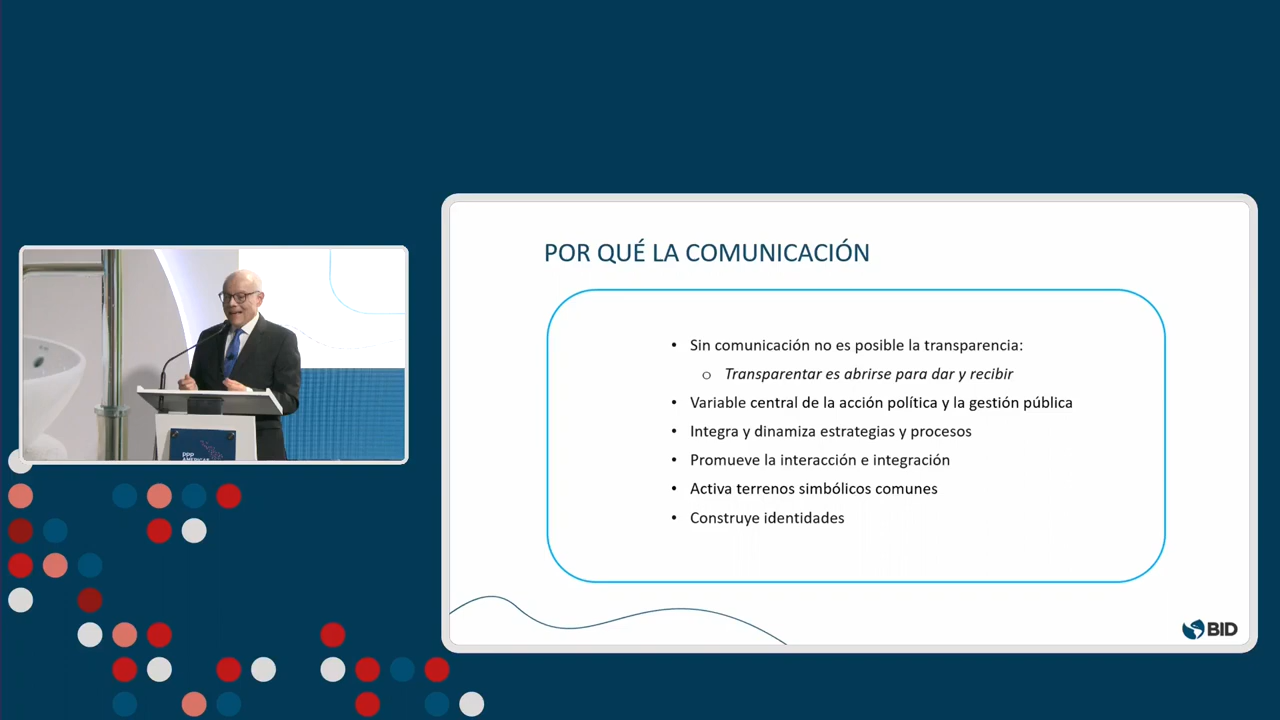 PPP
AMERICAS
POR QUÉ LA COMUNICACIÓN
• Sin comunicación no es posible la transparencia:
o Transparentar es abrirse para dar y recibir
• Variable central de la acción política y la gestión pública
• Integra y dinamiza estrategias y procesos
• Promueve la interacción e integración
• Activa terrenos simbólicos comunes
• Construye identidades
BID